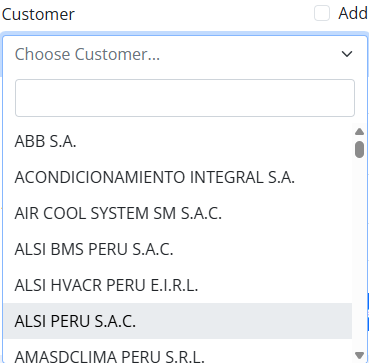 Customer
Add
Choose Customer...
ABB S.A.
ACONDICIONAMIENTO INTEGRAL S.A.
AIR COOL SYSTEM SM S.A.C.
ALSI BMS PERU S.A.C.
ALSI HVACR PERU E.I.R.L.
ALSI PERU S.A.C.
AMASDCLIMA PERU S.R.L.